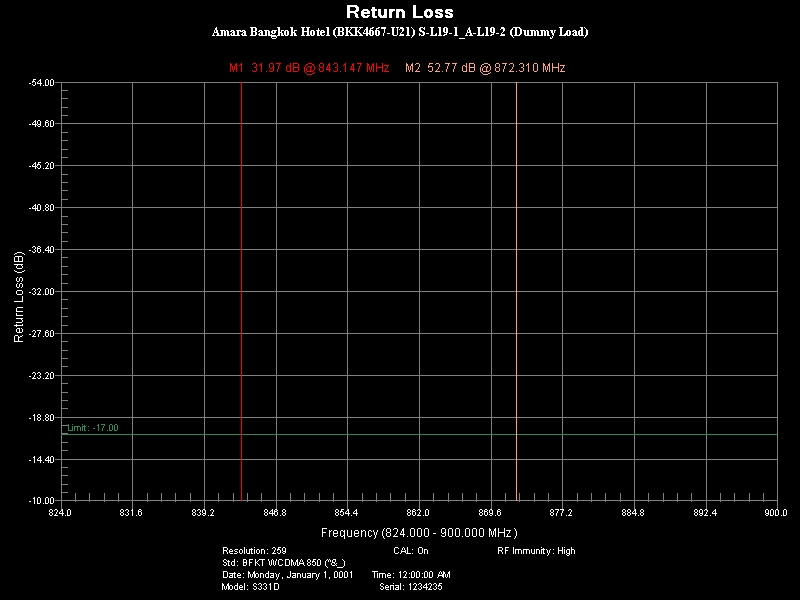 Return Loss
Amara Bangkok Hotel (BKK4667-U21) S-L19-1_A-L19-2 (Dummy Load)
M1 31.97 dB @ 843.147 MHz M2 52.77 dB @ 872.310 MHz
-54.00
-49.60
-45.20
-40.80
-36.40
-32.00
-27.60
-23.20
-18.80
-14.40
-10.00
Return Loss (dB)
Limit: -17.00
824.0 831.6 839.2 846.8 854.4 862.0 869.6 877.2 884.8 892.4 900.0
Frequency (824.000 - 900.000 MHz )
Resolution: 259 CAL: On RF Immunity: High
Std: BFKT WCDMA 850 (°&_)
Date: Monday, January 1, 0001 Time: 12:00:00 AM
Model: S331D Serial: 1234235